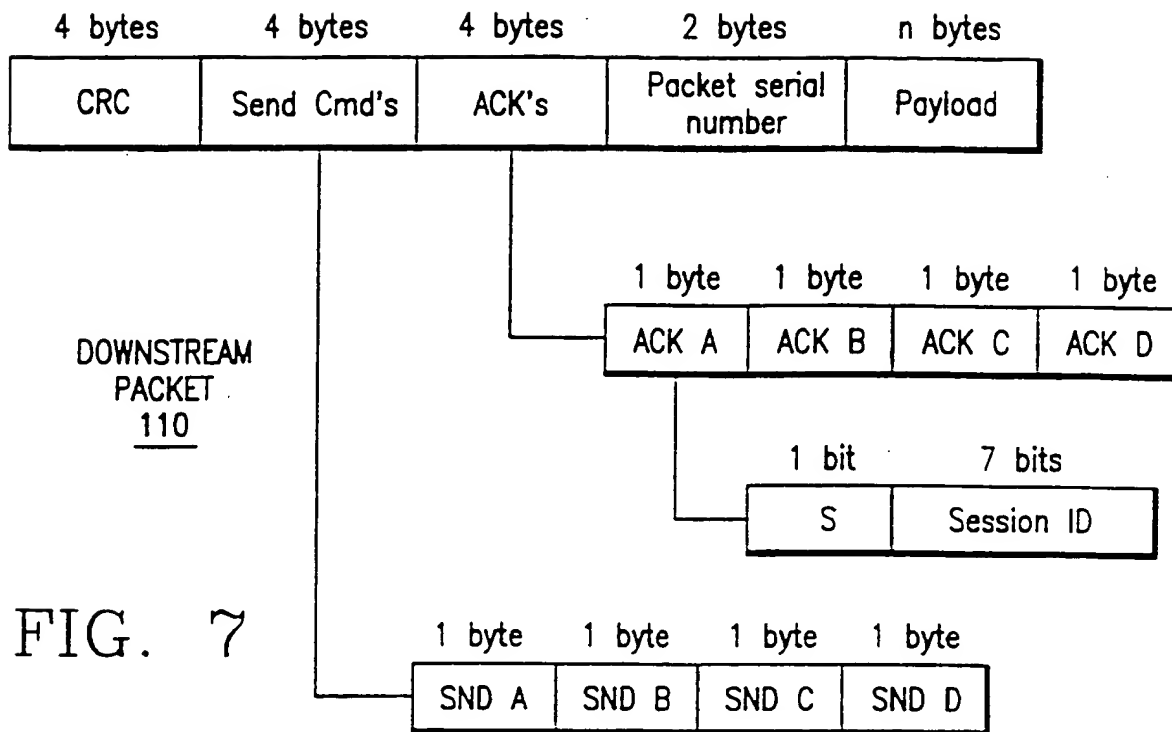 4 bytes 4 bytes 4 bytes 2 bytes n bytes
CRC Send Cmd's ACK's Packet serial number Payload
1 byte 1 byte 1 byte 1 byte
ACK A ACK B ACK C ACK D
DOWNSTREAM
PACKET
110
1 bit 7 bits
S Session ID
FIG. 7
1 byte 1 byte 1 byte 1 byte
SND A SND B SND C SND D